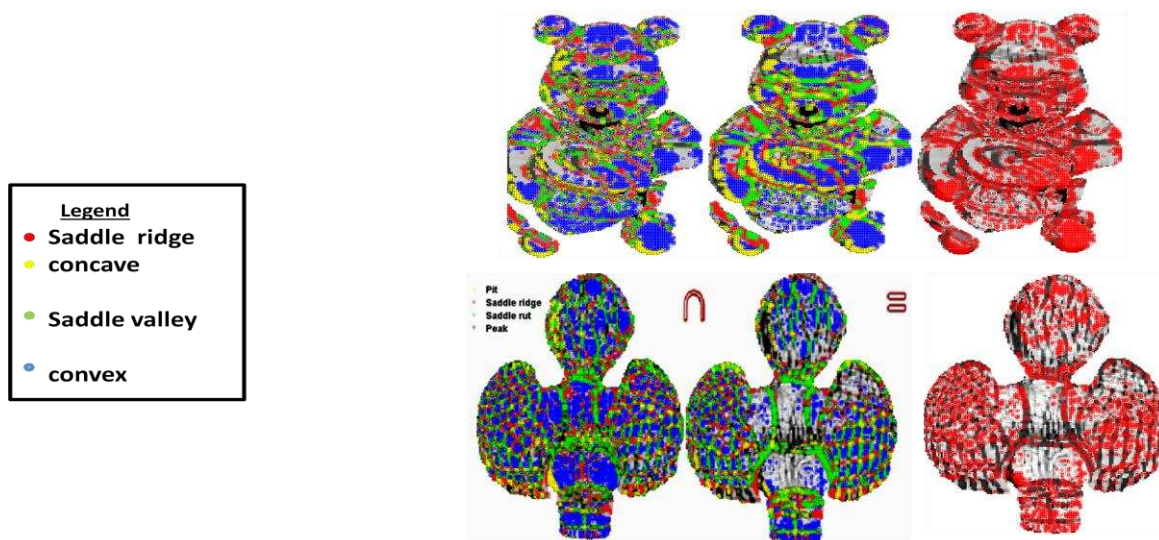 Legend
Saddle ridge
concave
Saddle valley
convex
Pit
Saddle ridge
Saddle rut
Peak